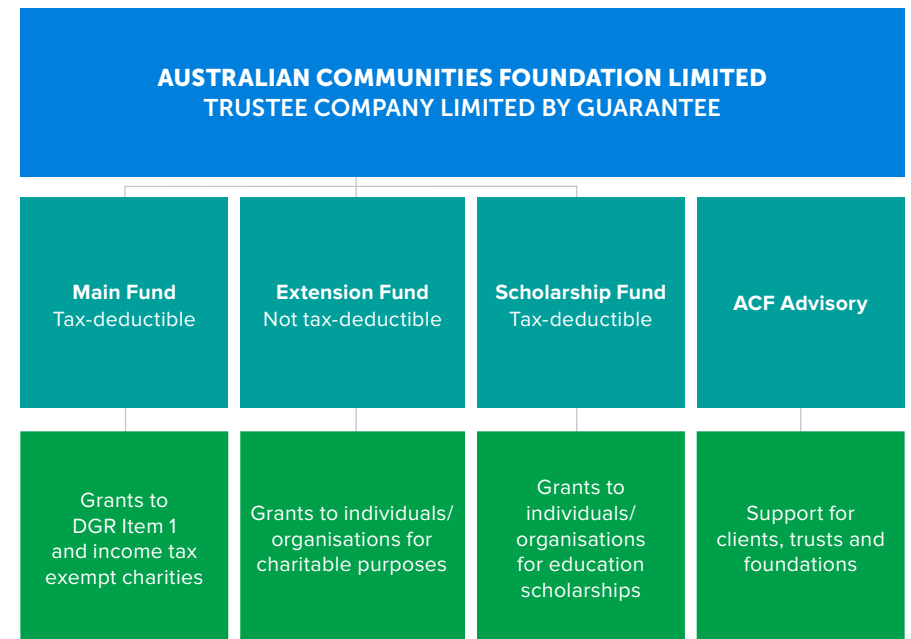 AUSTRALIAN COMMUNITIES FOUNDATION LIMITED
TRUSTEE COMPANY LIMITED BY GUARANTEE
Main Fund
Tax-deductible
Extension Fund
Not tax-deductible
Scholarship Fund
Tax-deductible
ACF Advisory
Grants to
DGR Item 1
and income tax
exempt charities
Grants to individuals/
organisations for
charitable purposes
Grants to
individuals/
organisations
for education
scholarships
Support for
clients, trusts and
foundations